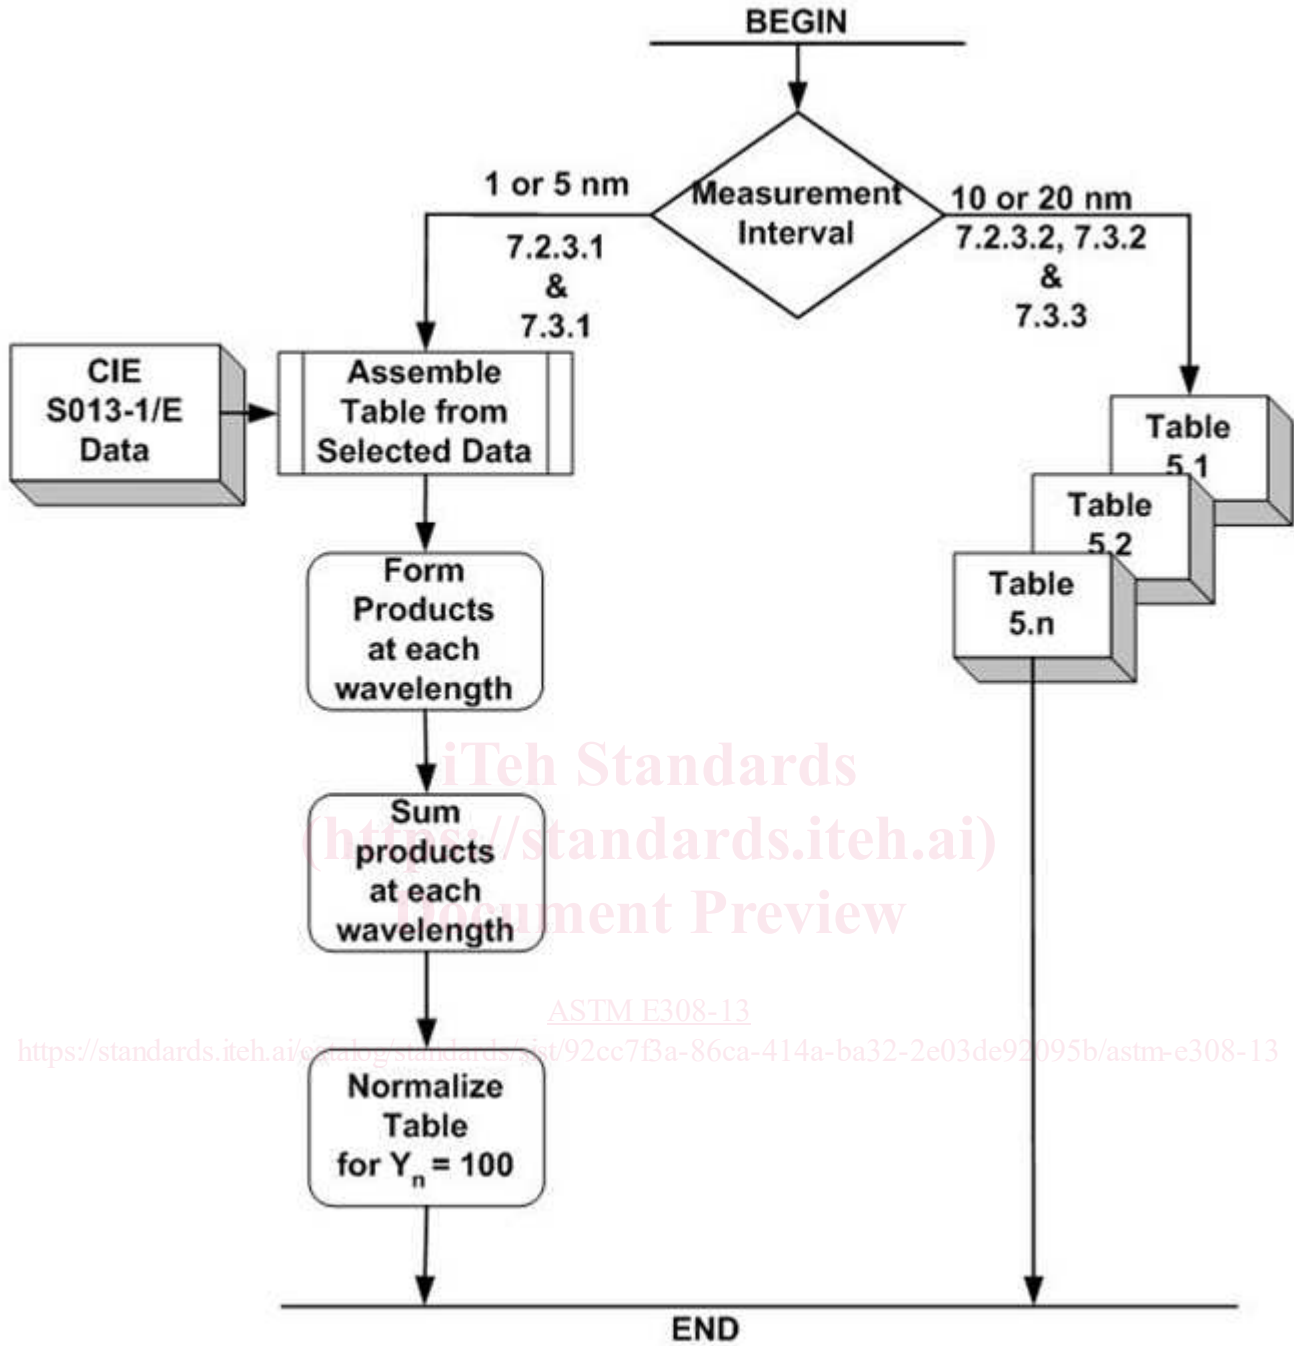 BEGIN
Measurement
Interval
1 or 5 nm
7.2.3.1
&
7.3.1
10 or 20 nm
7.2.3.2, 7.3.2
&
7.3.3
CIE
S013-1/E
Data
Assemble
Table from
Selected Data
Table
5.1
Table
5.2
Table
5.n
Form
Products
at each
wavelength
iTeh Standards
Sum
products
at each
wavelength
(https://standards.iteh.ai)
Document Preview
ASTM E308-13
https://standards.iteh.ai/catalog/standards/sist/92cc7f3a-86ca-414a-ba32-2e03de92095b/astm-e308-13
Normalize
Table
for Yn = 100
END